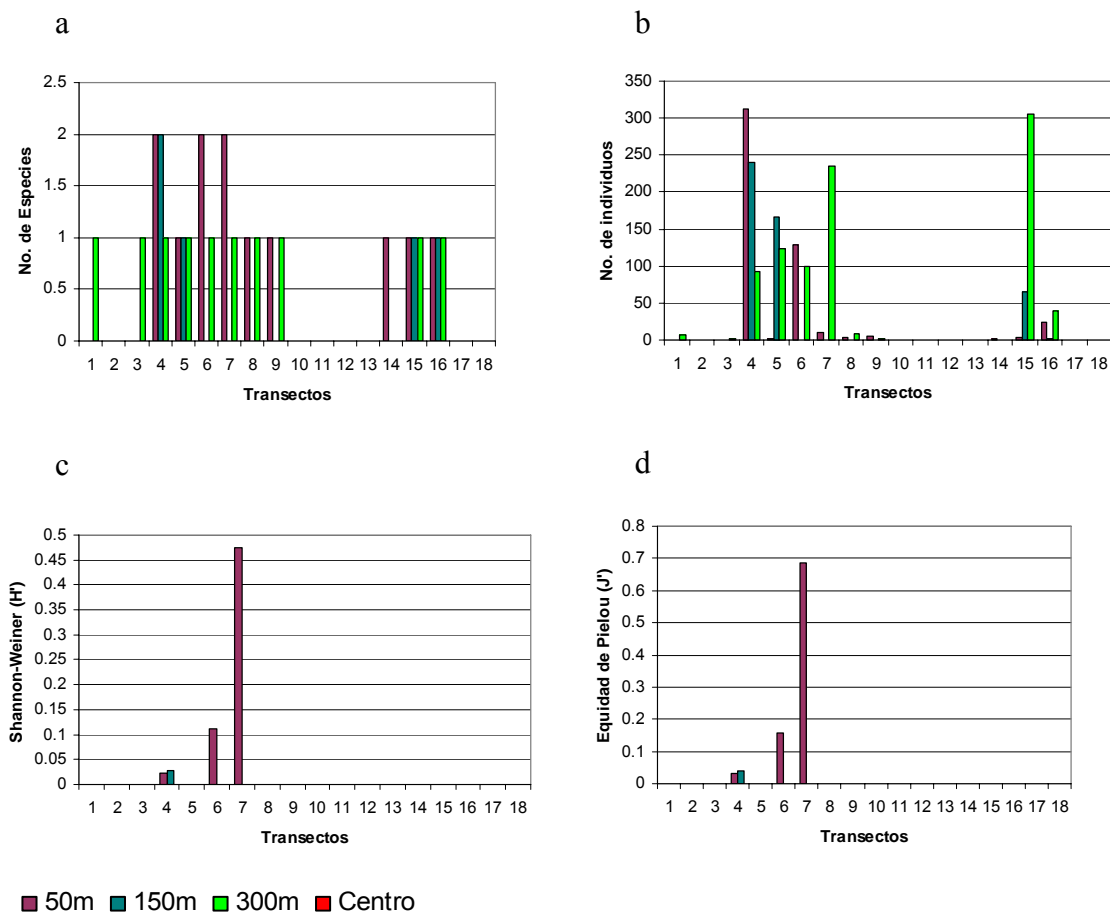 a
2.5
2
1.5
1
0.5
0
No. de Especies
1 2 3 4 5 6 7 8 9 10 11 12 13 14 15 16 17 18
Transectos
b
350
300
250
200
150
100
50
0
No. de individuos
1 2 3 4 5 6 7 8 9 10 11 12 13 14 15 16 17 18
Transectos
c
0.5
0.45
0.4
0.35
0.3
0.25
0.2
0.15
0.1
0.05
0
Shannon-Weiner (H')
1 2 3 4 5 6 7 8 9 10 11 12 13 14 15 16 17 18
Transectos
d
0.8
0.7
0.6
0.5
0.4
0.3
0.2
0.1
0
Equidad de Pielou (J')
1 2 3 4 5 6 7 8 9 10 11 12 13 14 15 16 17 18
Transectos
50m 150m 300m Centro